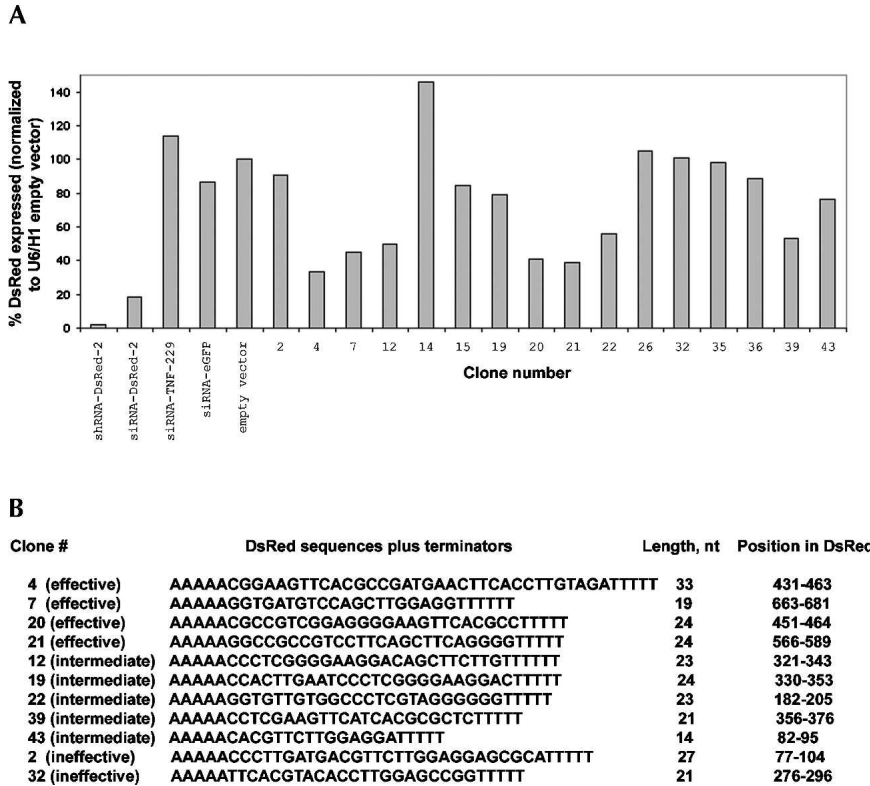 A
% DsRed expressed (normalized
to U6/H1 empty vector)
140
120
100
80
60
40
20
0
shRNA-DsRed-2
siRNA-DsRed-2
siRNA-TNF-229
siRNA-eGFP
empty vector
2
4
7
12
14
15
19
20
21
22
26
32
35
36
39
43
Clone number
B
Clone # DsRed sequences plus terminators Length, nt Position in DsRed
4 (effective) AAAAACGGAAGTTCACGCCGATGAACTTCACCTTGTAGATTTTT 33 431-463
7 (effective) AAAAAGGTGATGTCCAGCTTGGAGGTTTTTT 19 663-681
20 (effective) AAAAACGCCGTCGGAGGGGAAGTTCACGCCTTTTT 24 451-464
21 (effective) AAAAAGGCCGCCGTCCTTCAGCTTCAGGGGTTTTT 24 566-589
12 (intermediate) AAAAACCCTCGGGGAAGGACAGCTTCTTGTTTTTT 23 321-343
19 (intermediate) AAAAACCACTTGAATCCCTCGGGGAAGGACTTTTT 24 330-353
22 (intermediate) AAAAAGGTGTTGTGGCCCTCGTAGGGGGGTTTTT 23 182-205
39 (intermediate) AAAAACCTCGAAGTTCATCACGCGCTCTTTTT 21 356-376
43 (intermediate) AAAAACACGTTCTTGGAGGATTTTT 14 82-95
2 (ineffective) AAAAACCCTTGATGACGTTCTTGGAGGAGCGCATTTTT 27 77-104
32 (ineffective) AAAAATTCACGTACACCTTGGAGCCGGTTTTT 21 276-296